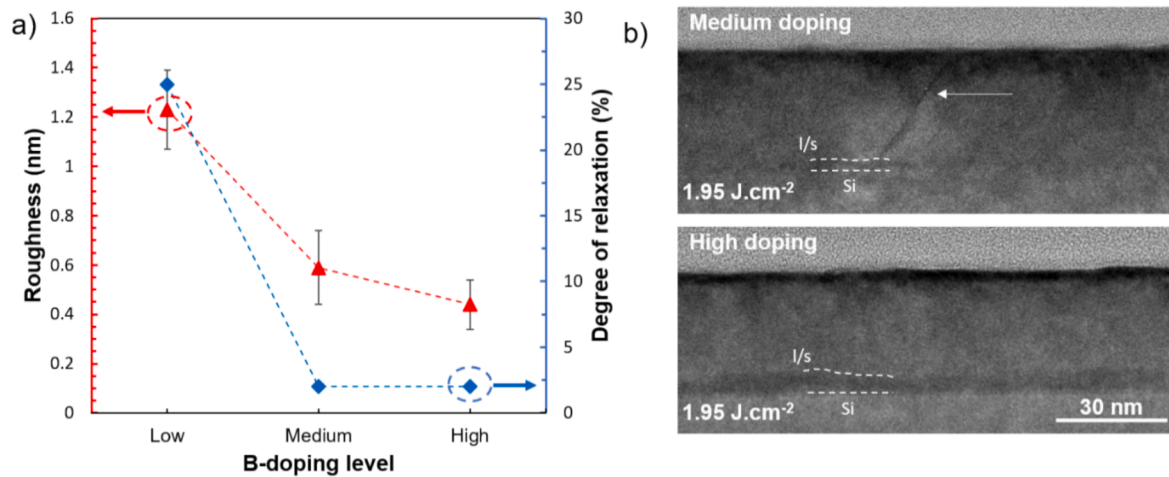 a)
Roughness (nm)
1.6
1.4
1.2
1
0.8
0.6
0.4
0.2
0
30
25
20
15
10
5
0
Degree of relaxation (%)
Low
Medium
High
B-doping level
b)
Medium doping
l/s
Si
1.95 J.cm-2
High doping
l/s
Si
1.95 J.cm-2
30 nm